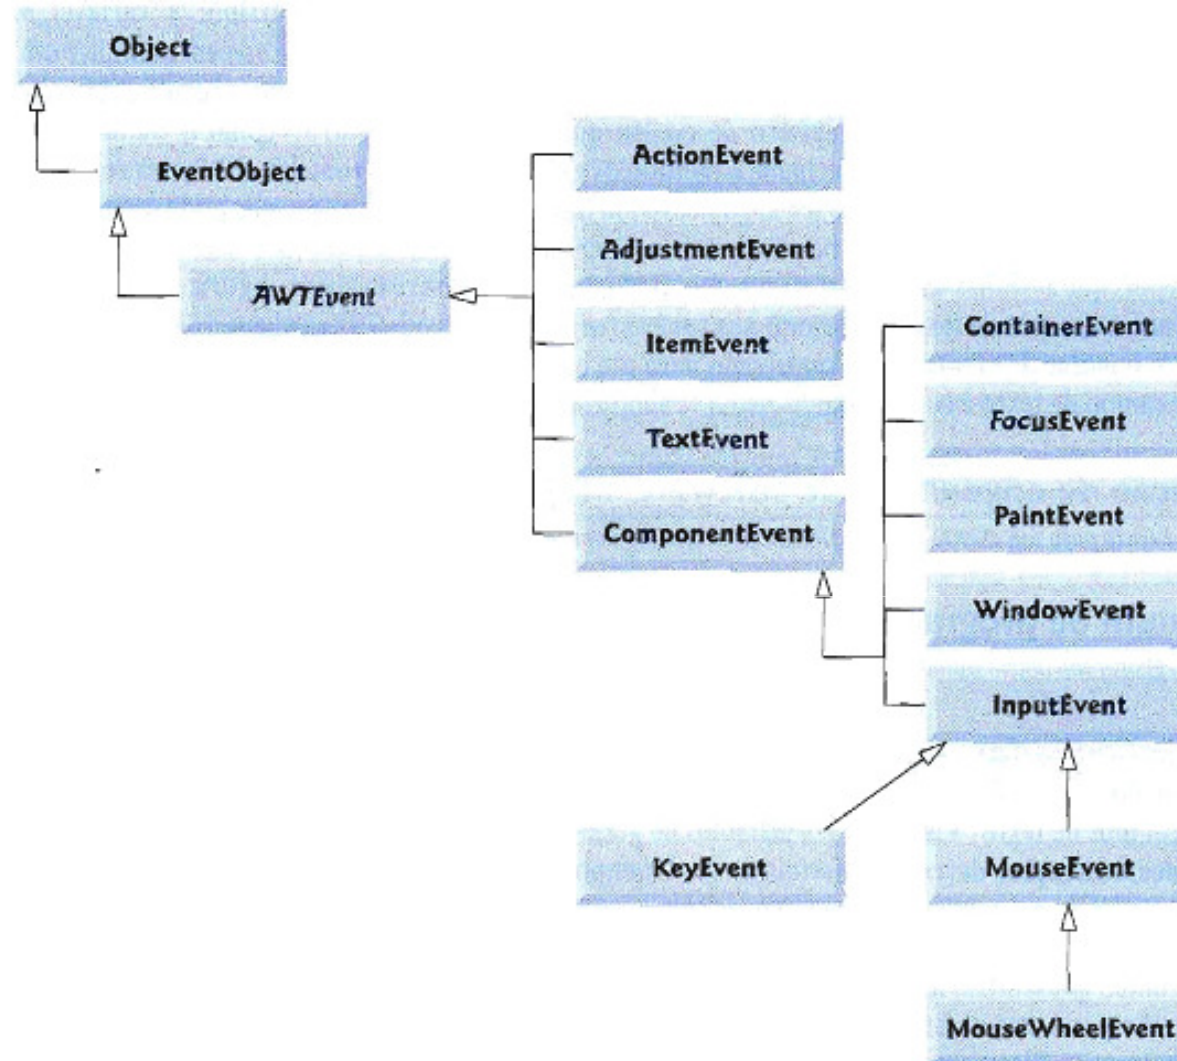 Object
EventObject
AWTEvent
ActionEvent
AdjustmentEvent
ItemEvent
TextEvent
ComponentEvent
ContainerEvent
FocusEvent
PaintEvent
WindowEvent
InputEvent
KeyEvent
MouseEvent
MouseWheelEvent